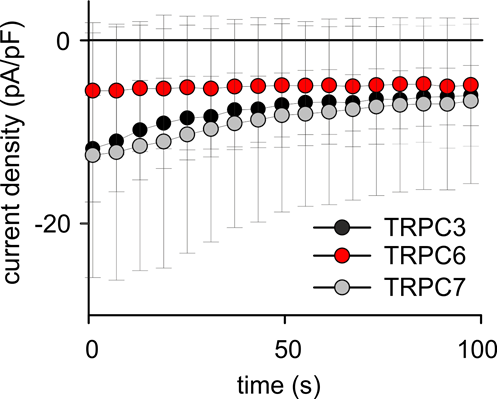 current density (pA/pF)
0
-20
TRPC3
TRPC6
TRPC7
0
50
100
time (s)